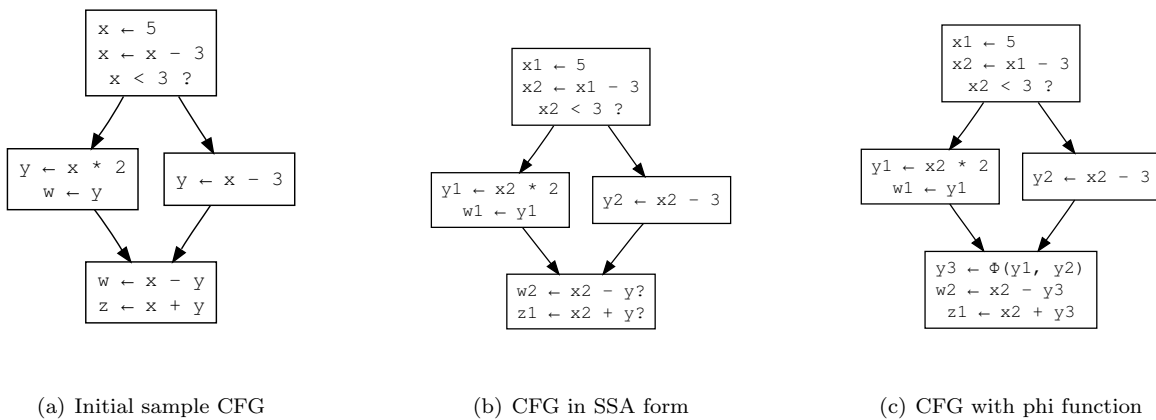 x ← 5
x ← x - 3
x < 3 ?
y ← x * 2
w ← y
y ← x - 3
w ← x - y
z ← x + y
(a) Initial sample CFG
x1 ← 5
x2 ← x1 - 3
x2 < 3 ?
y1 ← x2 * 2
w1 ← y1
y2 ← x2 - 3
w2 ← x2 - y?
z1 ← x2 + y?
(b) CFG in SSA form
x1 ← 5
x2 ← x1 - 3
x2 < 3 ?
y1 ← x2 * 2
w1 ← y1
y2 ← x2 - 3
y3 ← Φ(y1, y2)
w2 ← x2 - y3
z1 ← x2 + y3
(c) CFG with phi function